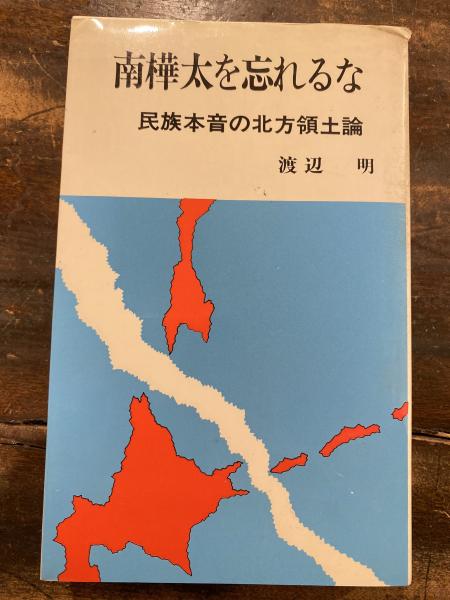 南樺太を忘れるな
民族本音の北方領土論
渡辺 明